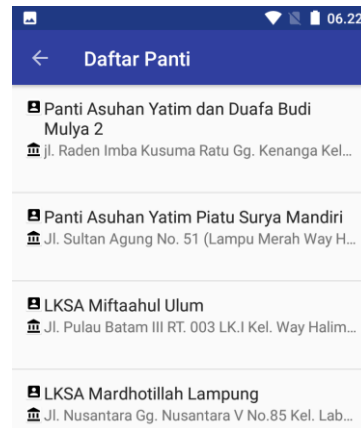 06.22
Daftar Panti
Panti Asuhan Yatim dan Duafa Budi
Mulya 2
jl. Raden Imba Kusuma Ratu Gg. Kenanga Kel...
Panti Asuhan Yatim Piatu Surya Mandiri
Jl. Sultan Agung No. 51 (Lampu Merah Way H...
LKSA Miftaahul Ulum
Jl. Pulau Batam III RT. 003 LK.I Kel. Way Halim...
LKSA Mardhotillah Lampung
Jl. Nusantara Gg. Nusantara V No.85 Kel. Lab...